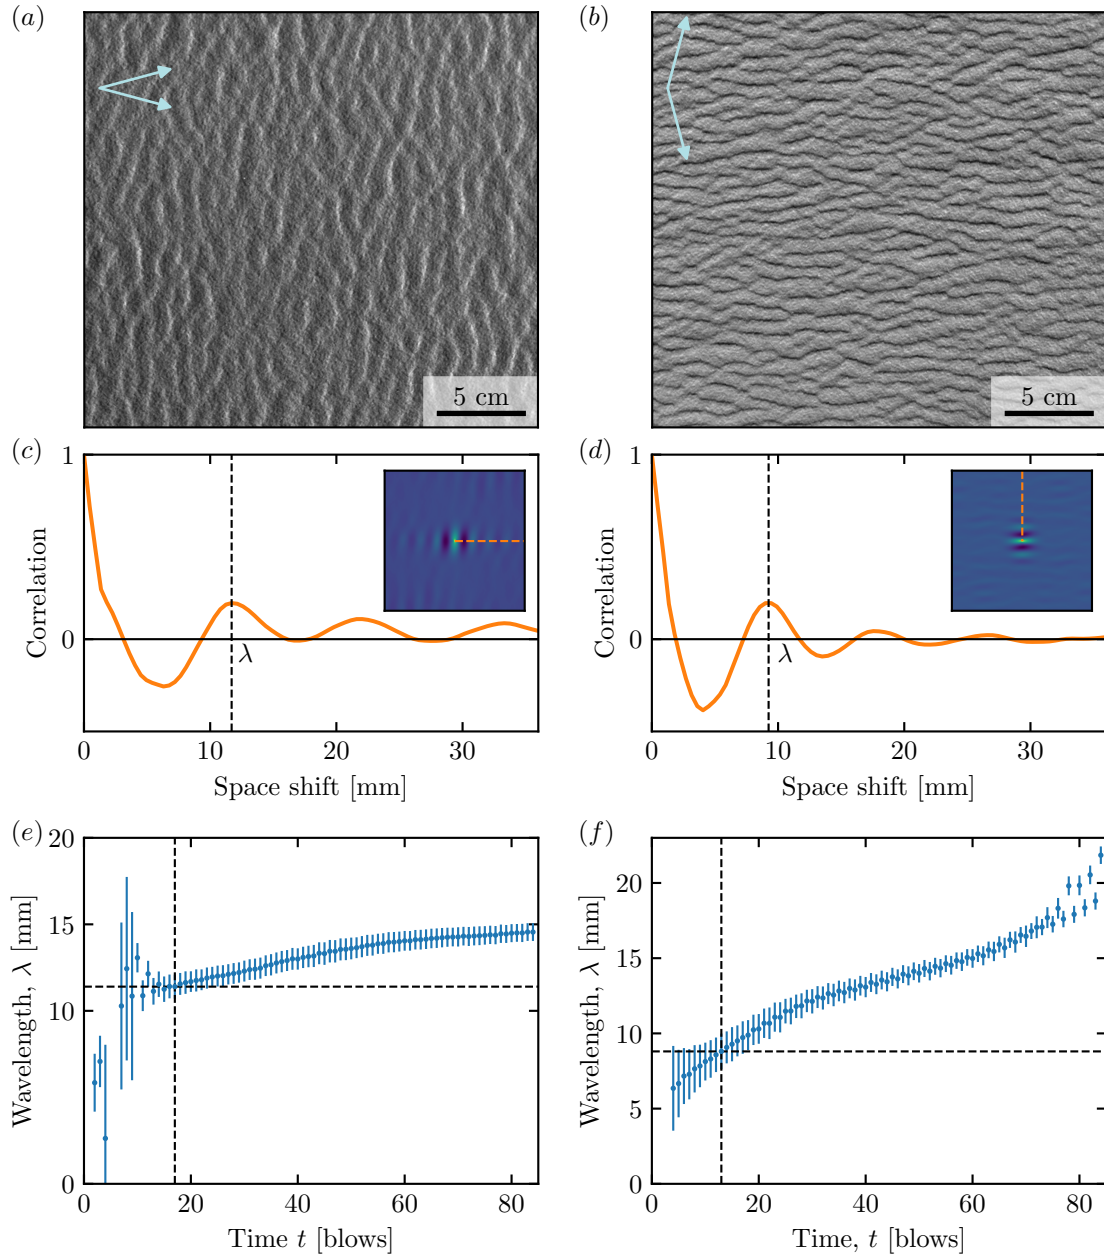 (a)
(b)
5 cm
5 cm
(c)
(d)
1
0
Correlation
λ
0 10 20 30
Space shift [mm]
1
0
Correlation
λ
0 10 20 30
Space shift [mm]
(e)
(f)
20
15
10
5
0
Wavelength, λ [mm]
0 20 40 60 80
Time t [blows]
20
15
10
5
0
Wavelength, λ [mm]
0 20 40 60 80
Time, t [blows]